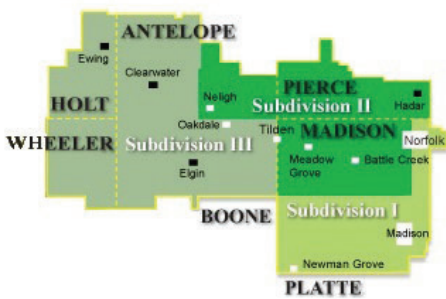 ANTELOPE
Ewing
Clearwater
PIERCE
HOLT
Neligh
Subdivision II
Hadar
Oakdale
Tilden
MADISON
WHEELER
Subdivision III
Norfolk
Meadow
Grove
Battle Creek
Elgin
BOONE
Subdivision I
Madison
Newman Grove
PLATTE